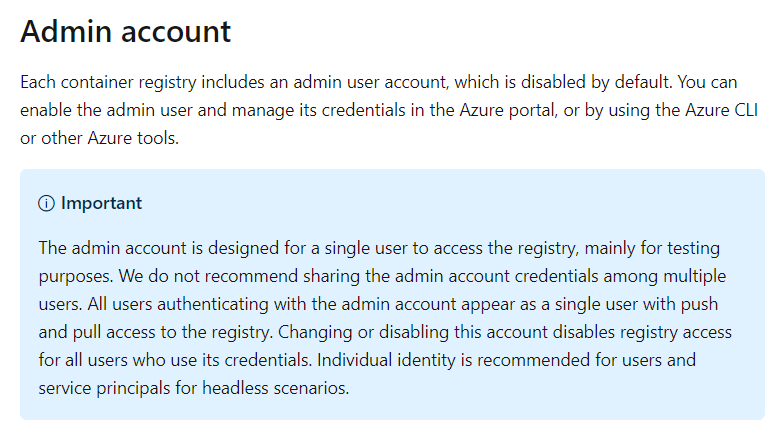 Admin account
Each container registry includes an admin user account, which is disabled by default. You can
enable the admin user and manage its credentials in the Azure portal, or by using the Azure CLI
or other Azure tools.
Important
The admin account is designed for a single user to access the registry, mainly for testing
purposes. We do not recommend sharing the admin account credentials among multiple
users. All users authenticating with the admin account appear as a single user with push
and pull access to the registry. Changing or disabling this account disables registry access
for all users who use its credentials. Individual identity is recommended for users and
service principals for headless scenarios.